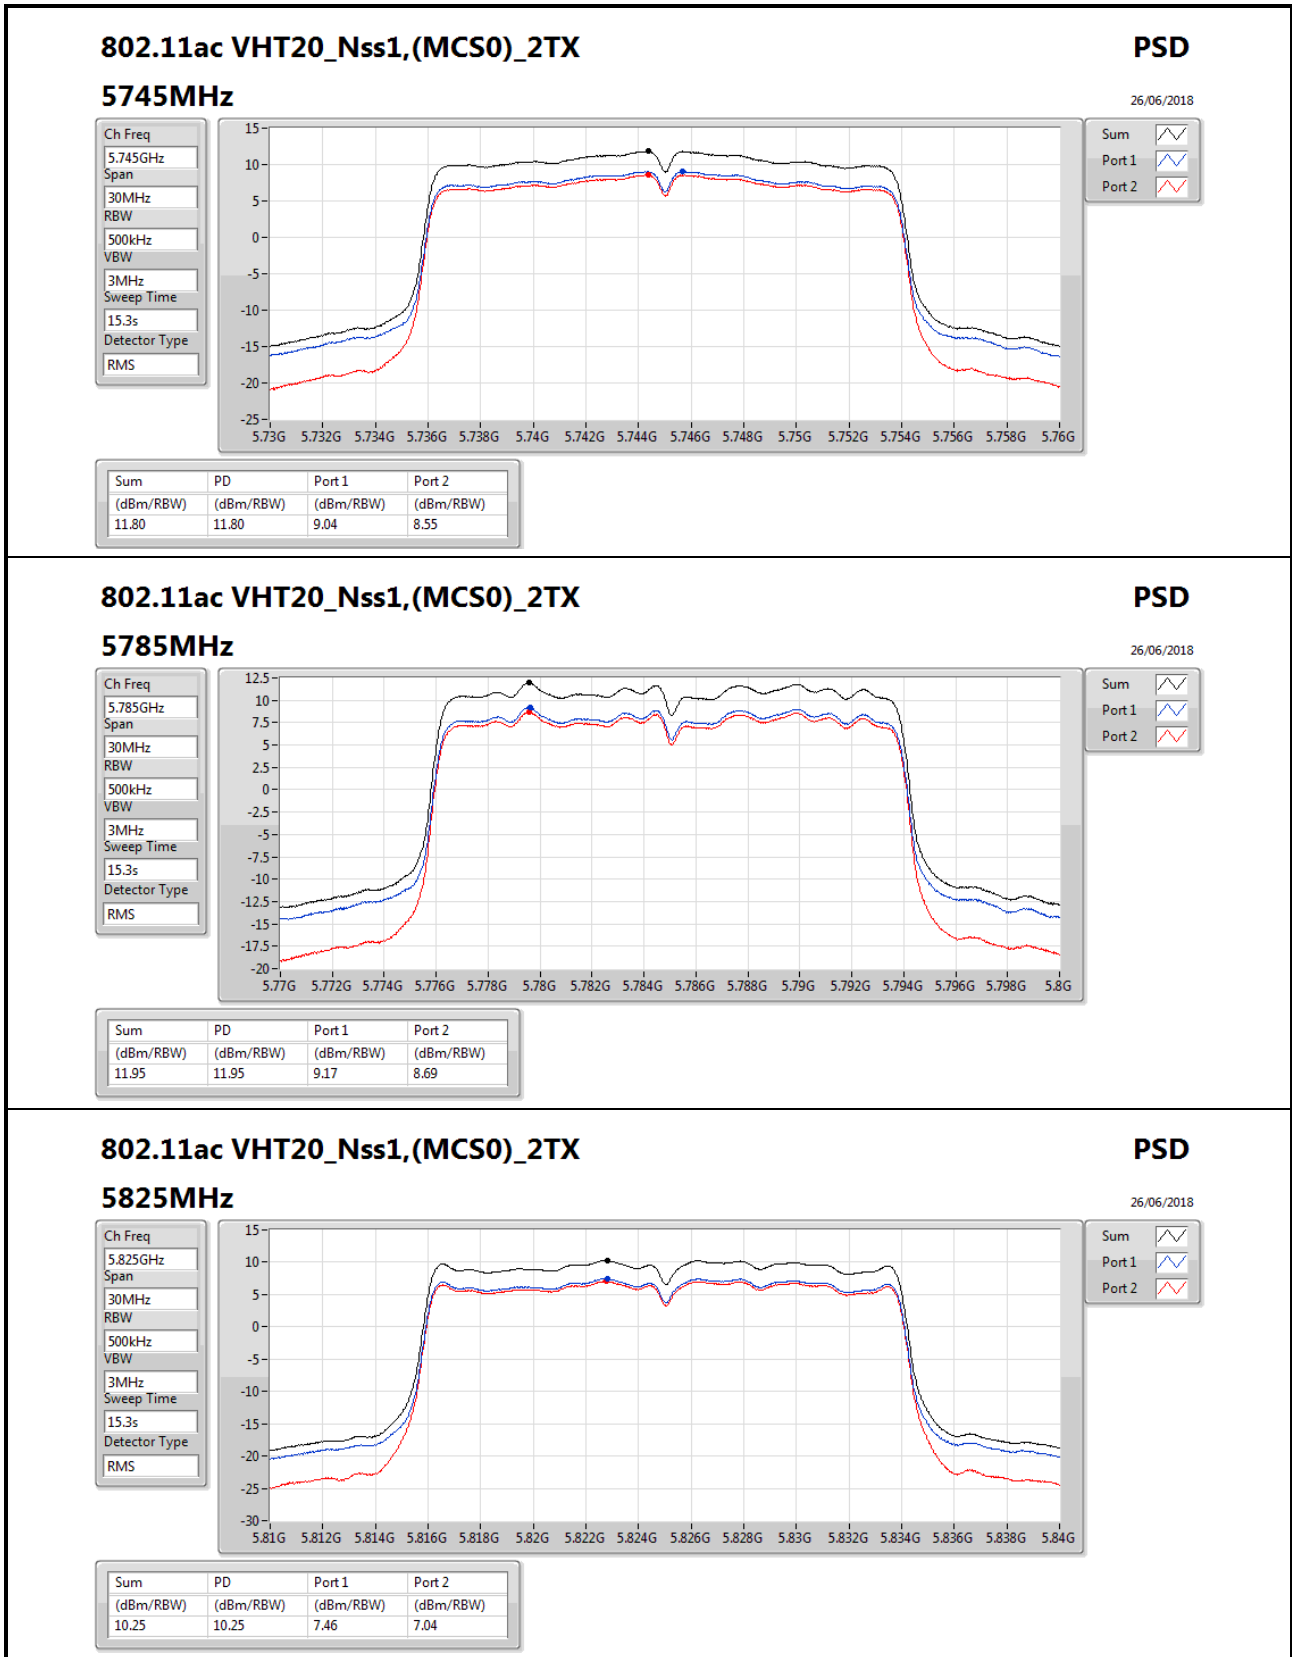 802.11ac VHT20_Nss1,(MCS0)_2TX PSD
5745MHz 26/06/2018
Ch Freq
5.745GHz
Span
30MHz
RBW
500kHz
VBW
3MHz
Sweep Time
15.3s
Detector Type
RMS
15
10
5
0
-5
-10
-15
-20
-25
5.73G 5.732G 5.734G 5.736G 5.738G 5.74G 5.742G 5.744G 5.746G 5.748G 5.75G 5.752G 5.754G 5.756G 5.758G 5.76G
Sum
Port 1
Port 2
Sum PD Port 1 Port 2
(dBm/RBW) (dBm/RBW) (dBm/RBW) (dBm/RBW)
11.80 11.80 9.04 8.55
802.11ac VHT20_Nss1,(MCS0)_2TX PSD
5785MHz 26/06/2018
Ch Freq
5.785GHz
Span
30MHz
RBW
500kHz
VBW
3MHz
Sweep Time
15.3s
Detector Type
RMS
12.5
10
7.5
5
2.5
0
-2.5
-5
-7.5
-10
-12.5
-15
-17.5
-20
5.77G 5.772G 5.774G 5.776G 5.778G 5.78G 5.782G 5.784G 5.786G 5.788G 5.79G 5.792G 5.794G 5.796G 5.798G 5.8G
Sum
Port 1
Port 2
Sum PD Port 1 Port 2
(dBm/RBW) (dBm/RBW) (dBm/RBW) (dBm/RBW)
11.95 11.95 9.17 8.69
802.11ac VHT20_Nss1,(MCS0)_2TX PSD
5825MHz 26/06/2018
Ch Freq
5.825GHz
Span
30MHz
RBW
500kHz
VBW
3MHz
Sweep Time
15.3s
Detector Type
RMS
15
10
5
0
-5
-10
-15
-20
-25
-30
5.81G 5.812G 5.814G 5.816G 5.818G 5.82G 5.822G 5.824G 5.826G 5.828G 5.83G 5.832G 5.834G 5.836G 5.838G 5.84G
Sum
Port 1
Port 2
Sum PD Port 1 Port 2
(dBm/RBW) (dBm/RBW) (dBm/RBW) (dBm/RBW)
10.25 10.25 7.46 7.04